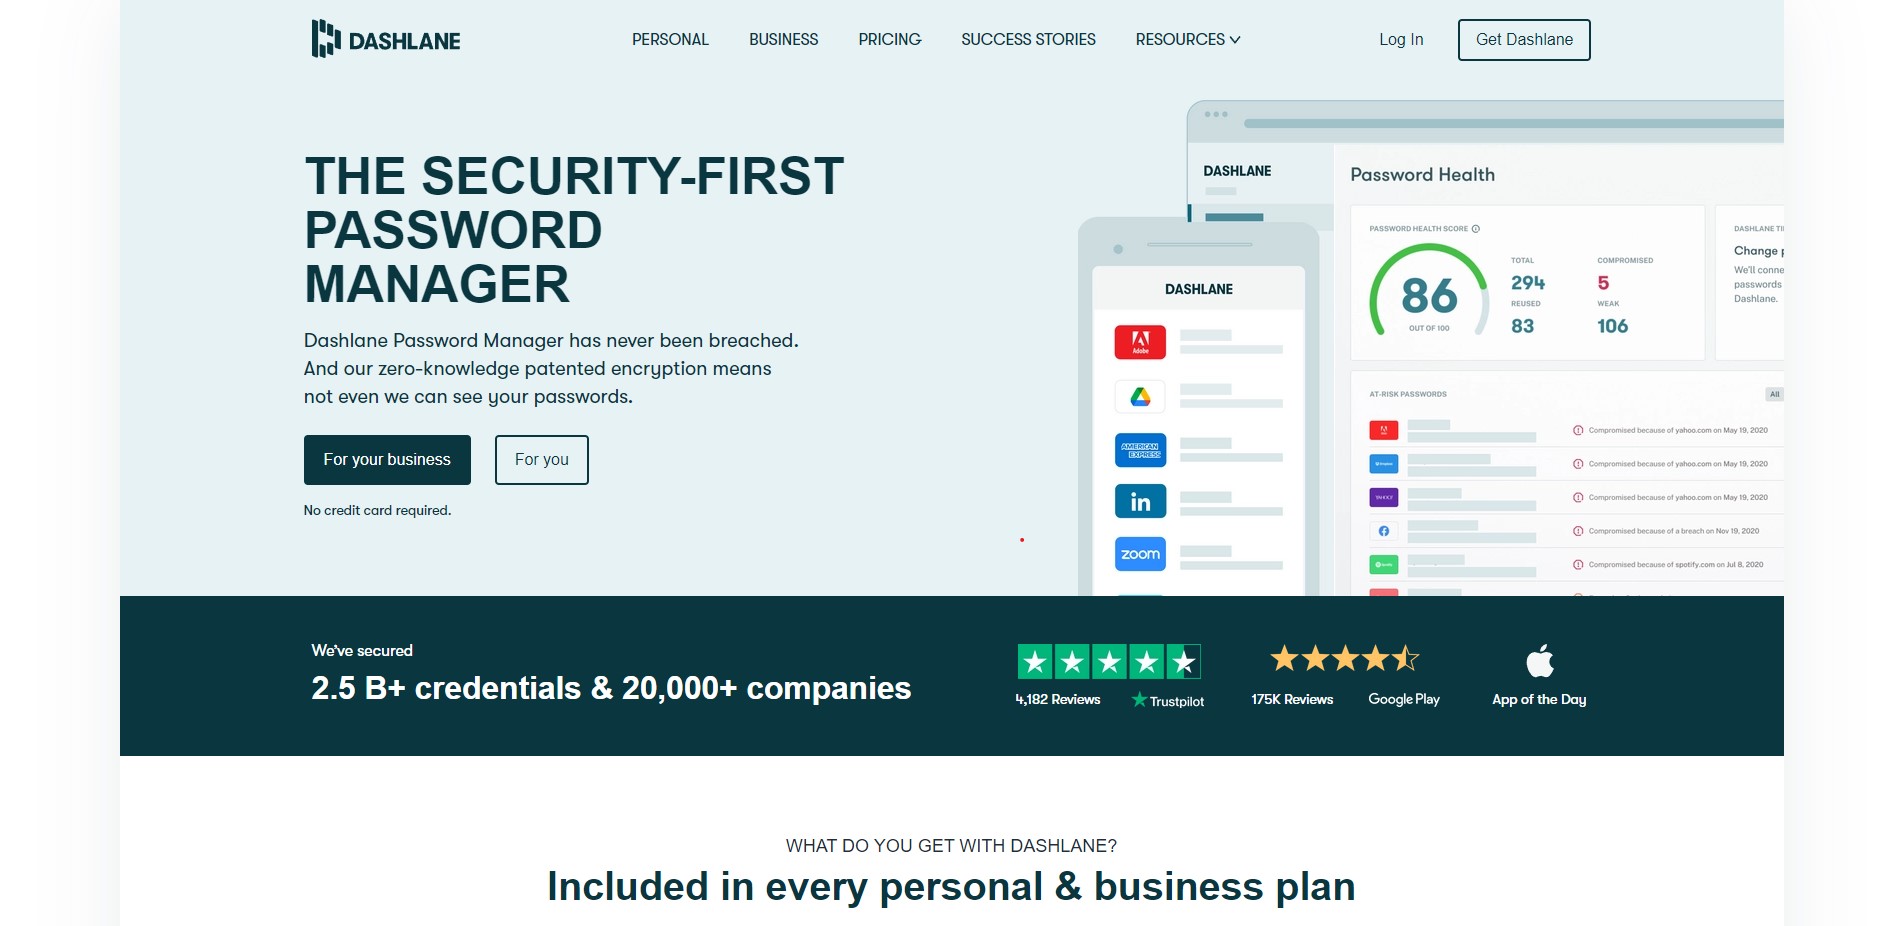 DASHLANE
PERSONAL BUSINESS PRICING SUCCESS STORIES RESOURCES
Log In
Get Dashlane
THE SECURITY-FIRST
PASSWORD
MANAGER
Dashlane Password Manager has never been breached.
And our zero-knowledge patented encryption means
not even we can see your passwords.
For your business
For you
No credit card required.
DASHLANE
Adobe
AMERICAN
EXPRESS
in
zoom
DASHLANE
Password Health
PASSWORD HEALTH SCORE
86
OUT OF 100
TOTAL
294
COMPROMISED
5
REUSED
83
WEAK
106
DASHLANE TI
Change p
We'll conne
passwords
Dashlane.
AT-RISK PASSWORDS
All
Compromised because of yahoo.com on May 19, 2020
Compromised because of yahoo.com on May 19, 2020
YAHOO!
Compromised because of yahoo.com on May 19, 2020
Compromised because of a breach on Nov 19, 2020
Compromised because of spotify.com on Jul 8, 2020
We've secured
2.5 B+ credentials & 20,000+ companies
4,182 Reviews
Trustpilot
175K Reviews
Google Play
App of the Day
WHAT DO YOU GET WITH DASHLANE?
Included in every personal & business plan